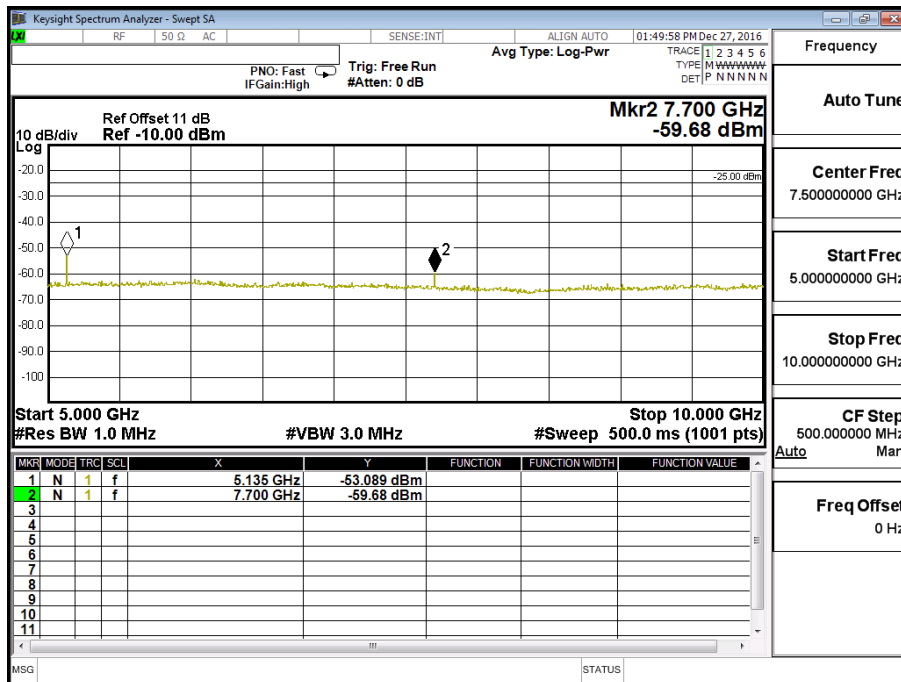 Keysight Spectrum Analyzer - Swept SA
LXI RF 50 Ω AC SENSE:INT ALIGN AUTO 01:49:58 PM Dec 27, 2016
PNO: Fast
IFGain:High
Trig: Free Run
#Atten: 0 dB
Avg Type: Log-Pwr
TRACE 1 2 3 4 5 6
TYPE M W W W W W
DET P N N N N N
Mkr2 7.700 GHz
-59.68 dBm
Ref Offset 11 dB
10 dB/div Ref -10.00 dBm
Log
-20.0
-25.00 dBm
-30.0
-40.0
1
-50.0
2
-60.0
-70.0
-80.0
-90.0
-100
Start 5.000 GHz Stop 10.000 GHz
#Res BW 1.0 MHz #VBW 3.0 MHz #Sweep 500.0 ms (1001 pts)
MKR MODE TRC SCL X Y FUNCTION FUNCTION WIDTH FUNCTION VALUE
1 N 1 f 5.135 GHz -53.089 dBm
2 N 1 f 7.700 GHz -59.68 dBm
3
4
5
6
7
8
9
10
11
MSG STATUS
Frequency
Auto Tune
Center Freq
7.500000000 GHz
Start Freq
5.000000000 GHz
Stop Freq
10.000000000 GHz
CF Step
500.000000 MHz
Auto Man
Freq Offset
0 Hz